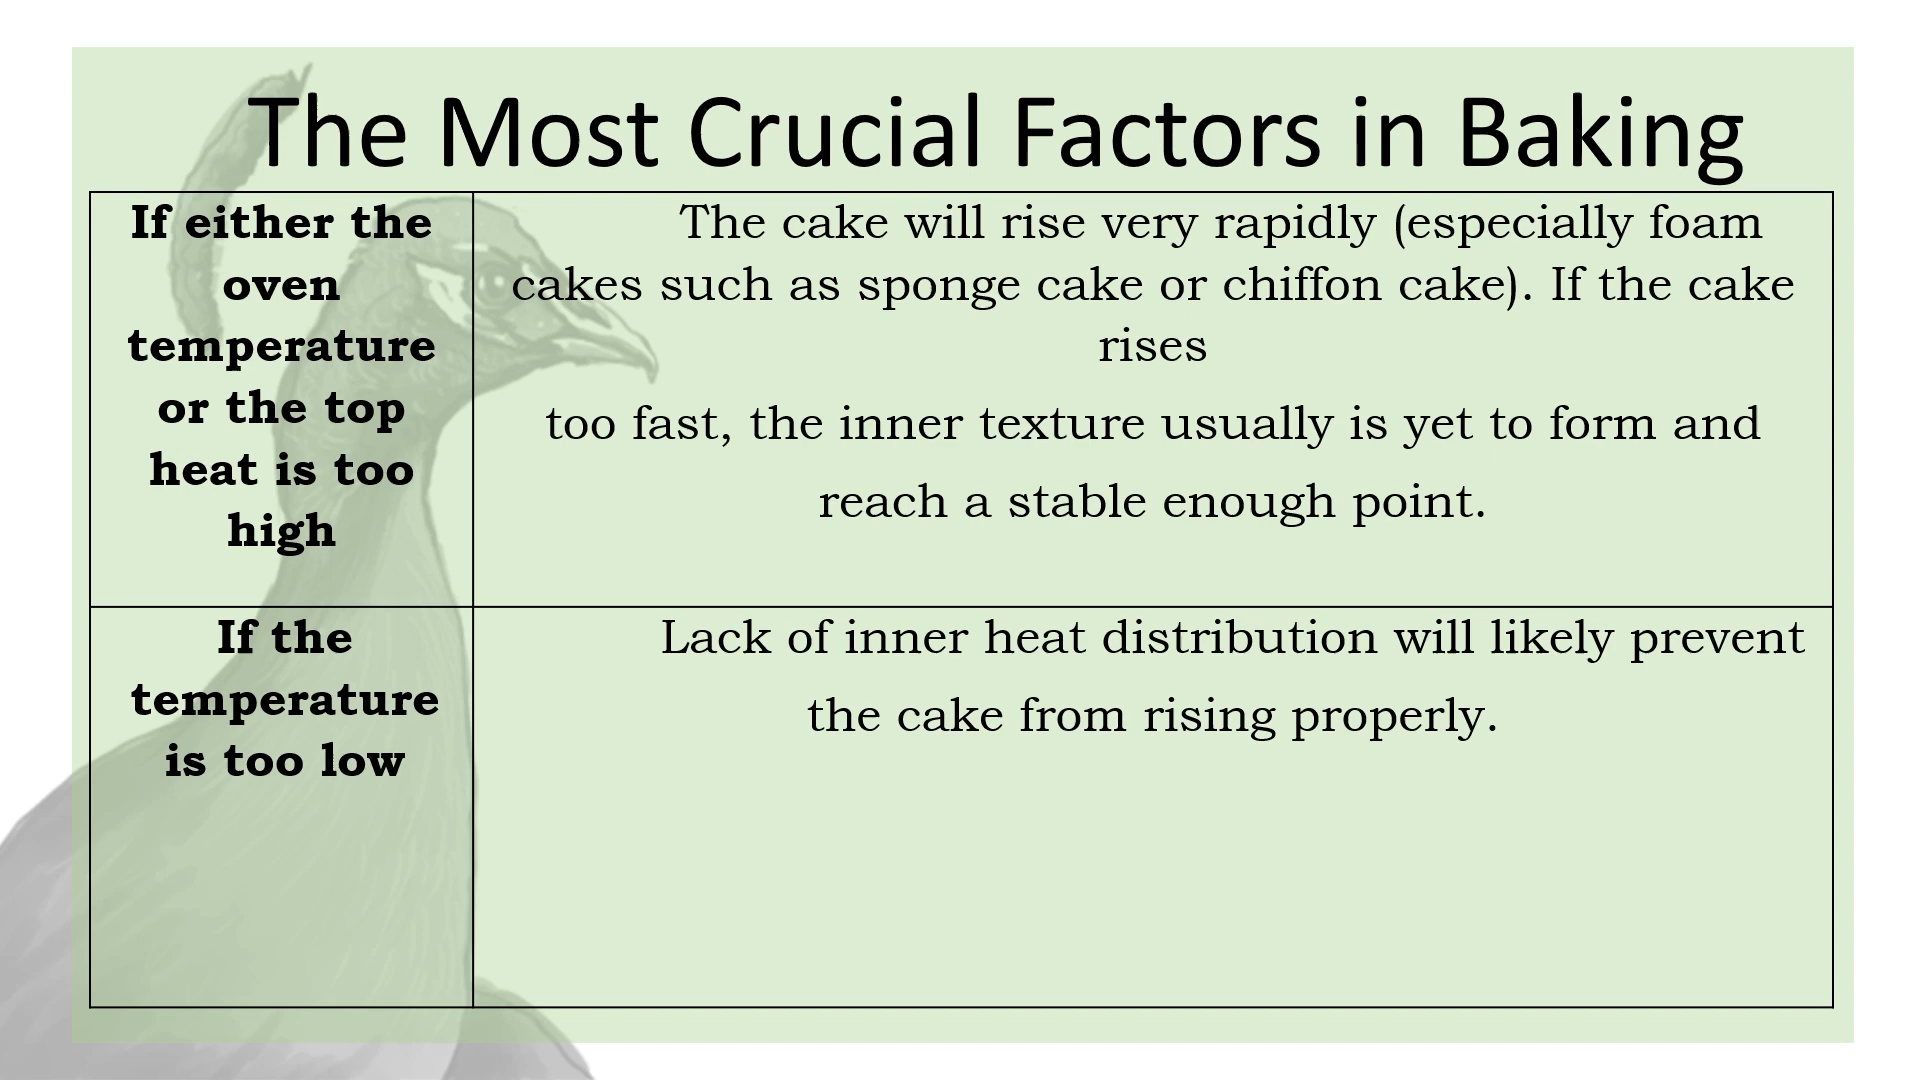 The Most Crucial Factors in Baking
If either the
oven
temperature
or the top
heat is too
high
The cake will rise very rapidly (especially foam
cakes such as sponge cake or chiffon cake). If the cake
rises
too fast, the inner texture usually is yet to form and
reach a stable enough point.
If the
temperature
is too low
Lack of inner heat distribution will likely prevent
the cake from rising properly.